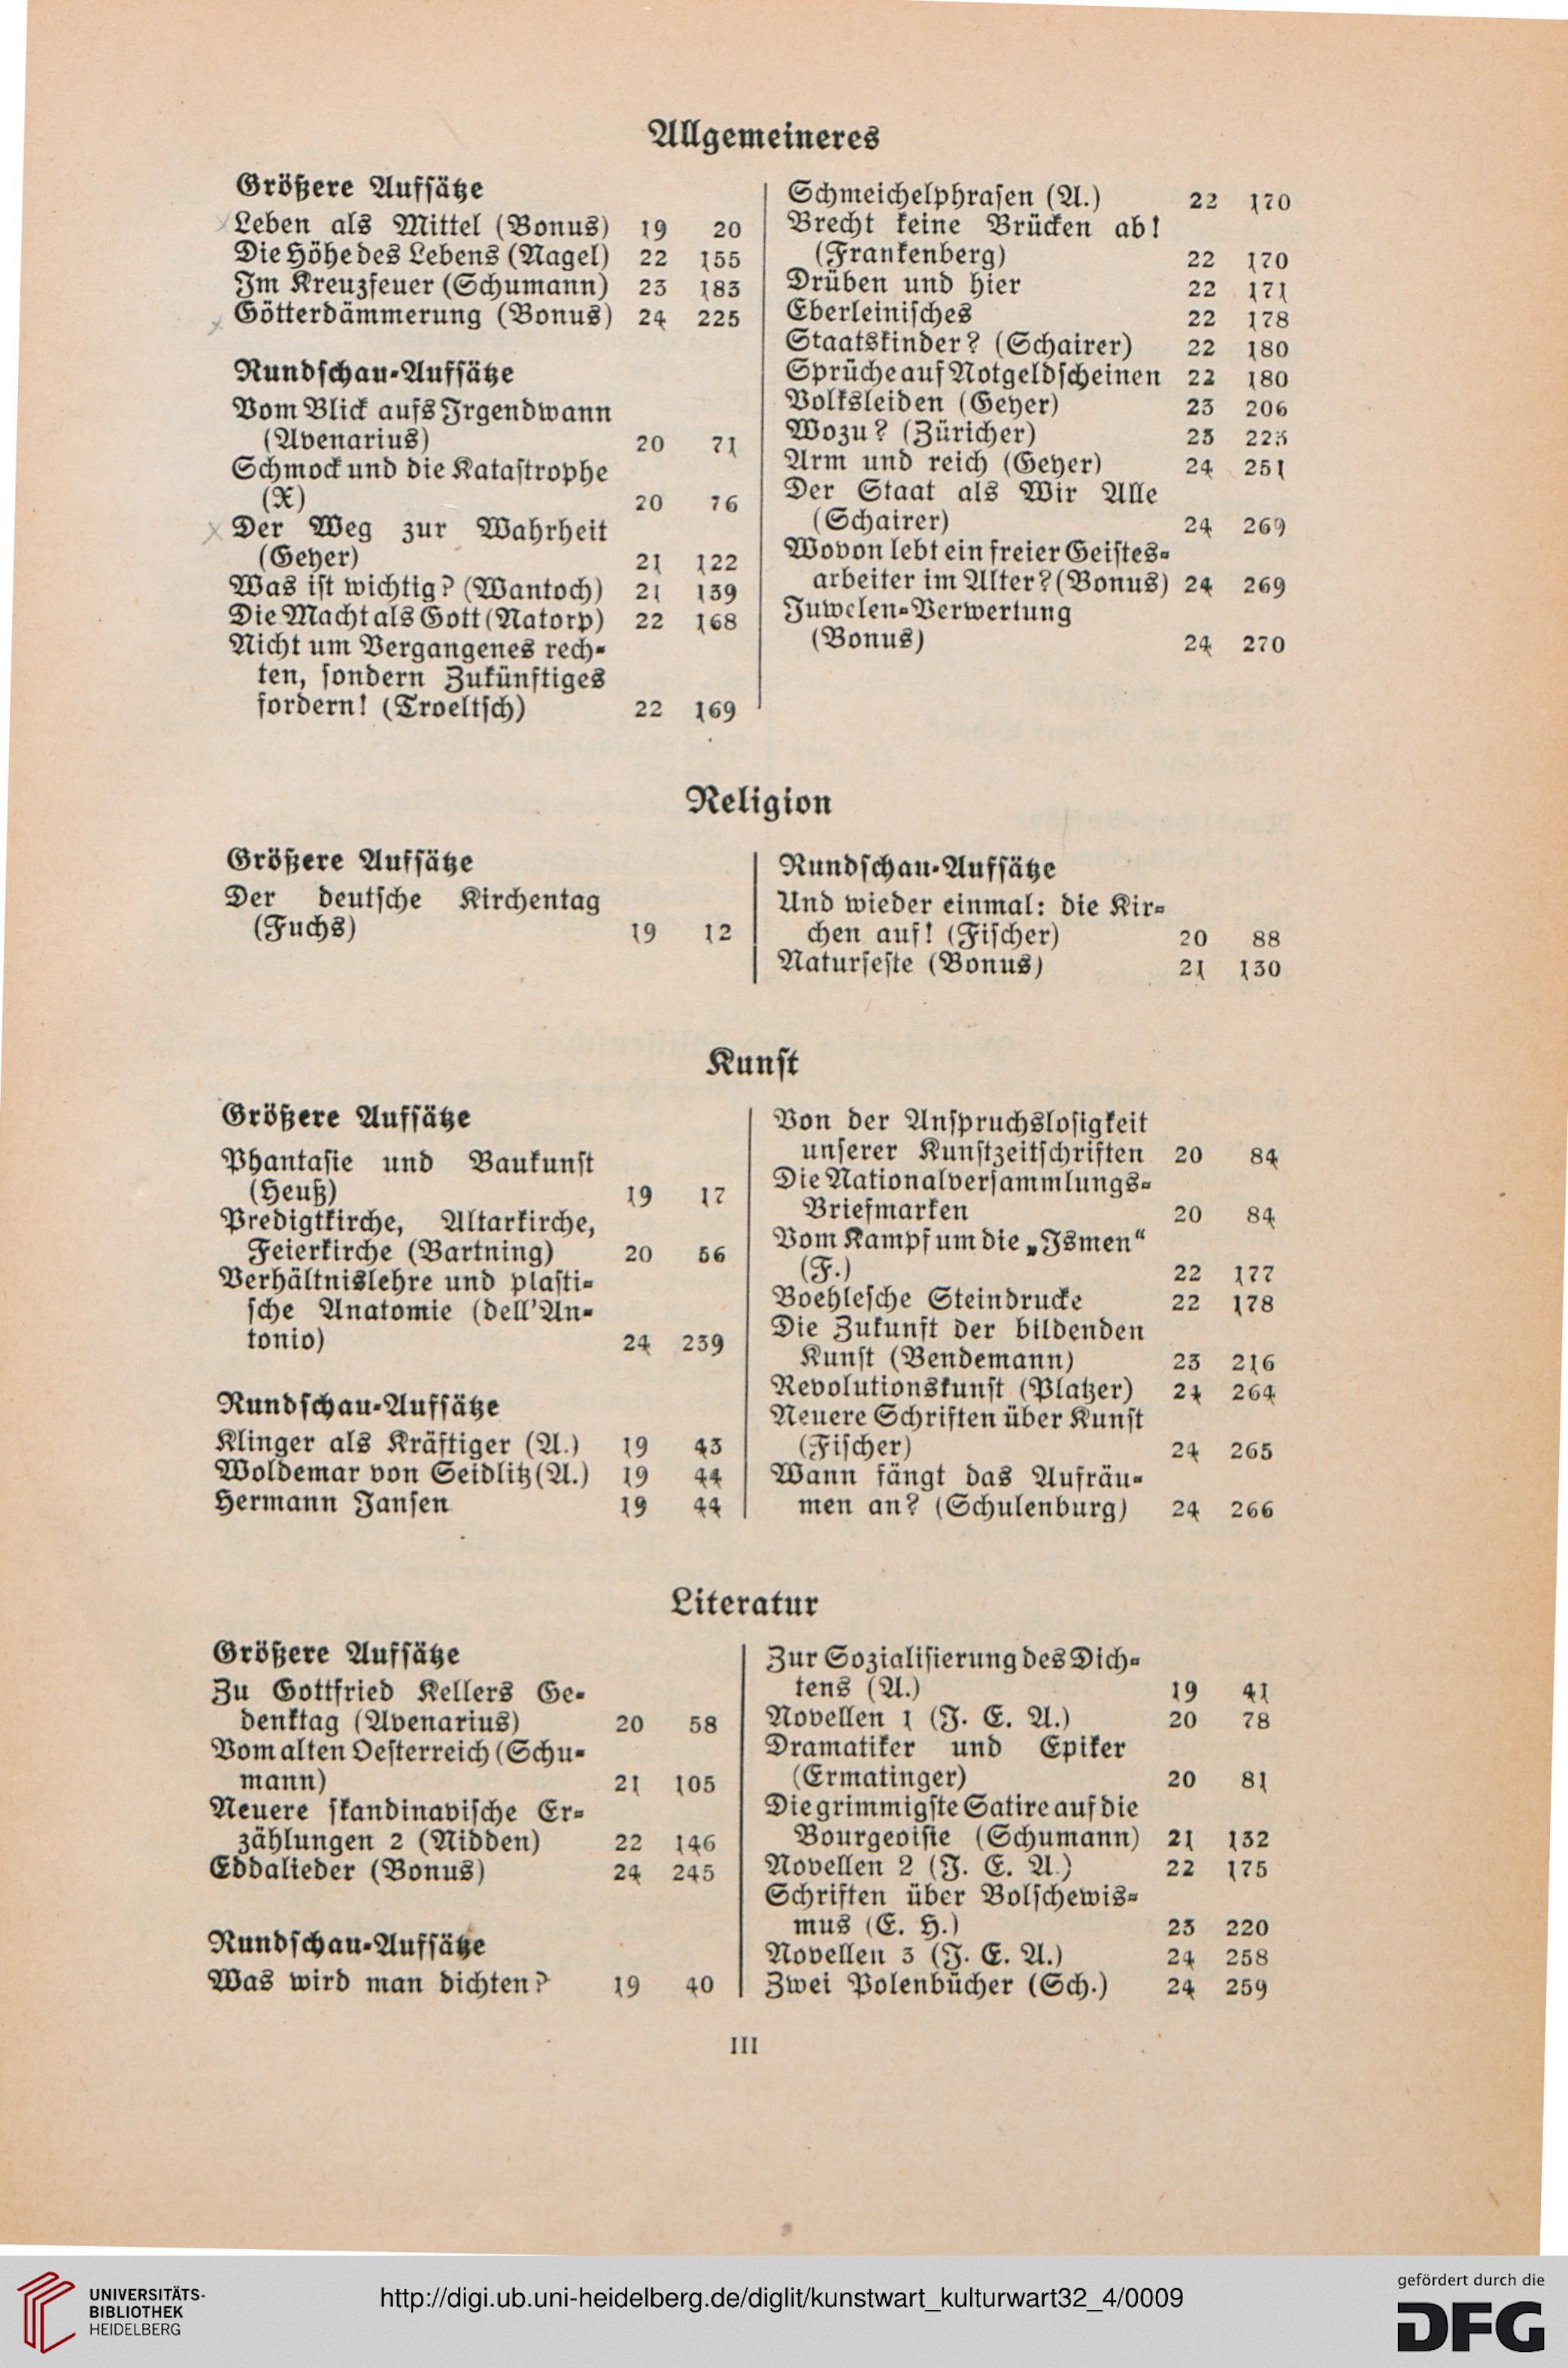 Allgemeineres
Größere Aufsätze
Leben als Mittel (Bonus) 19 20
Die Höhe des Lebens (Nagel) 22 155
Im Kreuzfeuer (Schumann) 23 183
Götterdämmerung (Bonus) 24 225
Rundschau-Aufsätze
Vom Blick aufs Irgendwann
(Avenarius) 20 71
Schmock und die Katastrophe
(X) 20 76
Der Weg zur Wahrheit
(Geyer) 21 122
Was ist wichtig? (Wantoch) 21 139
Die Macht als Gott (Natorp) 22 168
Nicht um Vergangenes rech-
ten, sondern Zukünftiges
fordern! (Troeltsch) 22 169
Schmeichelphrasen (A.) 22 170
Brecht keine Brücken ab!
(Frankenberg) 22 170
Drüben und hier 22 171
Eberleinisches 22 178
Staatskinder? (Schairer) 22 180
Sprüche auf Notgeldscheinen 22 180
Volksleiden (Geyer) 23 206
Wozu? (Züricher) 23 223
Arm und reich (Geyer) 24 251
Der Staat als Wir Alle
(Schairer) 24 269
Wovon lebt ein freier Geistes-
arbeiter im Alter? (Bonus) 24 269
Juwelen-Verwertung
(Bonus) 24 270
Religion
Größere Aufsätze
Der deutsche Kirchentag
(Fuchs) 19 12
Rundschau-Aufsätze
Und wieder einmal: die Kir-
chen auf! (Fischer) 20 88
Naturfeste (Bonus) 21 130
Kunst
Größere Aufsätze
Phantasie und Baukunst
(Heuß) 19 17
Predigtkirche, Altarkirche,
Feierkirche (Bartning) 20 56
Verhältnislehre und plasti-
sche Anatomie (dell'An-
tonio) 24 239
Rundschau-Aufsätze
Klinger als Kräftiger (A.) 19 43
Woldemar von Seidlitz (A.) 19 44
Hermann Jansen 19 44
Von der Anspruchslosigkeit
unserer Kunstzeitschriften 20 84
Die Nationalversammlungs-
Briefmarken 20 84
Vom Kampf um die „Ismen“
(F.) 22 177
Boehlesche Steindrucke 22 178
Die Zukunft der bildenden
Kunst (Bendemann) 23 216
Revolutionskunst (Platzer) 24 264
Neuere Schriften über Kunst
(Fischer) 24 265
Wann fängt das Aufräu-
men an? (Schulenburg) 24 266
Literatur
Größere Aufsätze
Zu Gottfried Kellers Ge-
denktag (Avenarius) 20 58
Vom alten Oesterreich (Schu-
mann) 21 105
Neuere skandinavische Er-
zählungen 2 (Nidden) 22 146
Eddalieder (Bonus) 24 245
Rundschau-Aufsätze
Was wird man dichten? 19 40
Zur Sozialisierung des Dich-
tens (A.) 19 41
Novellen 1 (J. E. A.) 20 78
Dramatiker und Epiker
(Ermatinger) 20 81
Die grimmigste Satire auf die
Bourgeoisie (Schumann) 21 132
Novellen 2 (J. E. A.) 22 175
Schriften über Bolschewis-
mus (E. H.) 23 220
Novellen 3 (J. E. A.) 24 258
Zwei Polenbücher (Sch.) 24 259
III
UNIVERSITÄTS-
BIBLIOTHEK
HEIDELBERG
http://digi.ub.uni-heidelberg.de/diglit/kunstwart_kulturwart32_4/0009
gefördert durch die
DFG